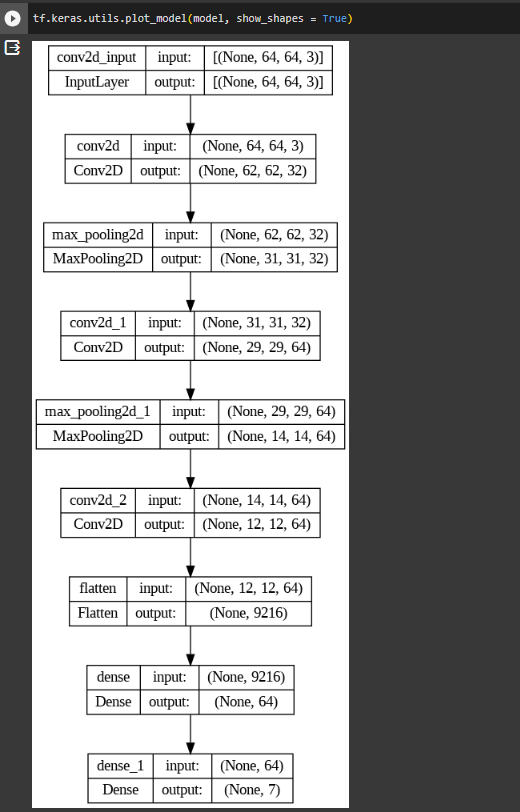 tf.keras.utils.plot_model(model, show_shapes = True)
conv2d_input input: [(None, 64, 64, 3)]
InputLayer output: [(None, 64, 64, 3)]
conv2d input: (None, 64, 64, 3)
Conv2D output: (None, 62, 62, 32)
max_pooling2d input: (None, 62, 62, 32)
MaxPooling2D output: (None, 31, 31, 32)
conv2d_1 input: (None, 31, 31, 32)
Conv2D output: (None, 29, 29, 64)
max_pooling2d_1 input: (None, 29, 29, 64)
MaxPooling2D output: (None, 14, 14, 64)
conv2d_2 input: (None, 14, 14, 64)
Conv2D output: (None, 12, 12, 64)
flatten input: (None, 12, 12, 64)
Flatten output: (None, 9216)
dense input: (None, 9216)
Dense output: (None, 64)
dense_1 input: (None, 64)
Dense output: (None, 7)